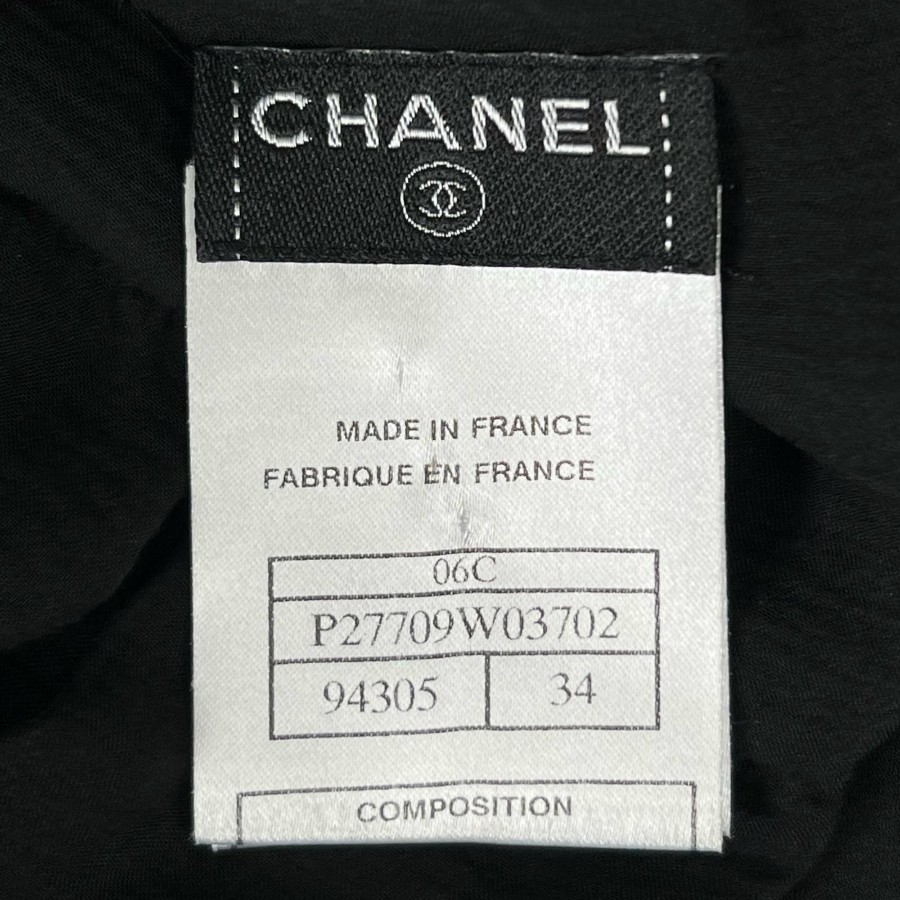 CHANEL
MADE IN FRANCE
FABRIQUE EN FRANCE
06C
P27709W03702
94305 34
COMPOSITION